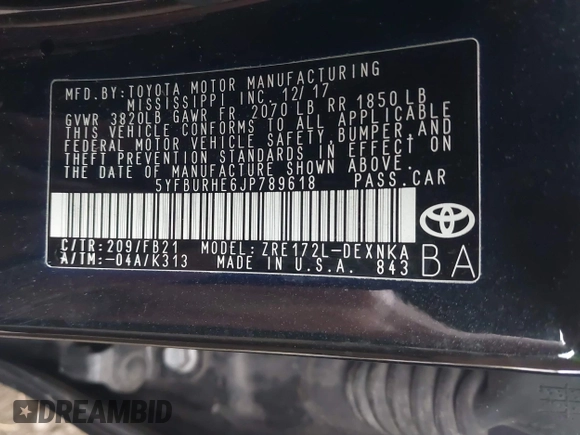 MFD.BY:TOYOTA MOTOR MANUFACTURING
MISSISSIPPI INC. 12/17
GVWR 3820LB GAWR FR 2070 LB RR 1850 LB
THIS VEHICLE CONFORMS TO ALL APPLICABLE
FEDERAL MOTOR VEHICLE SAFETY, BUMPER, AND
THEFT PREVENTION STANDARDS IN EFFECT ON
THE DATE OF MANUFACTURE SHOWN ABOVE.
5YFBURHE6JP789618 PASS.CAR
C/TR:209/FB21 MODEL:ZRE172L-DEXNKA
A/TM:-04A/K313 MADE IN U.S.A. 843
BA
DREAMBID